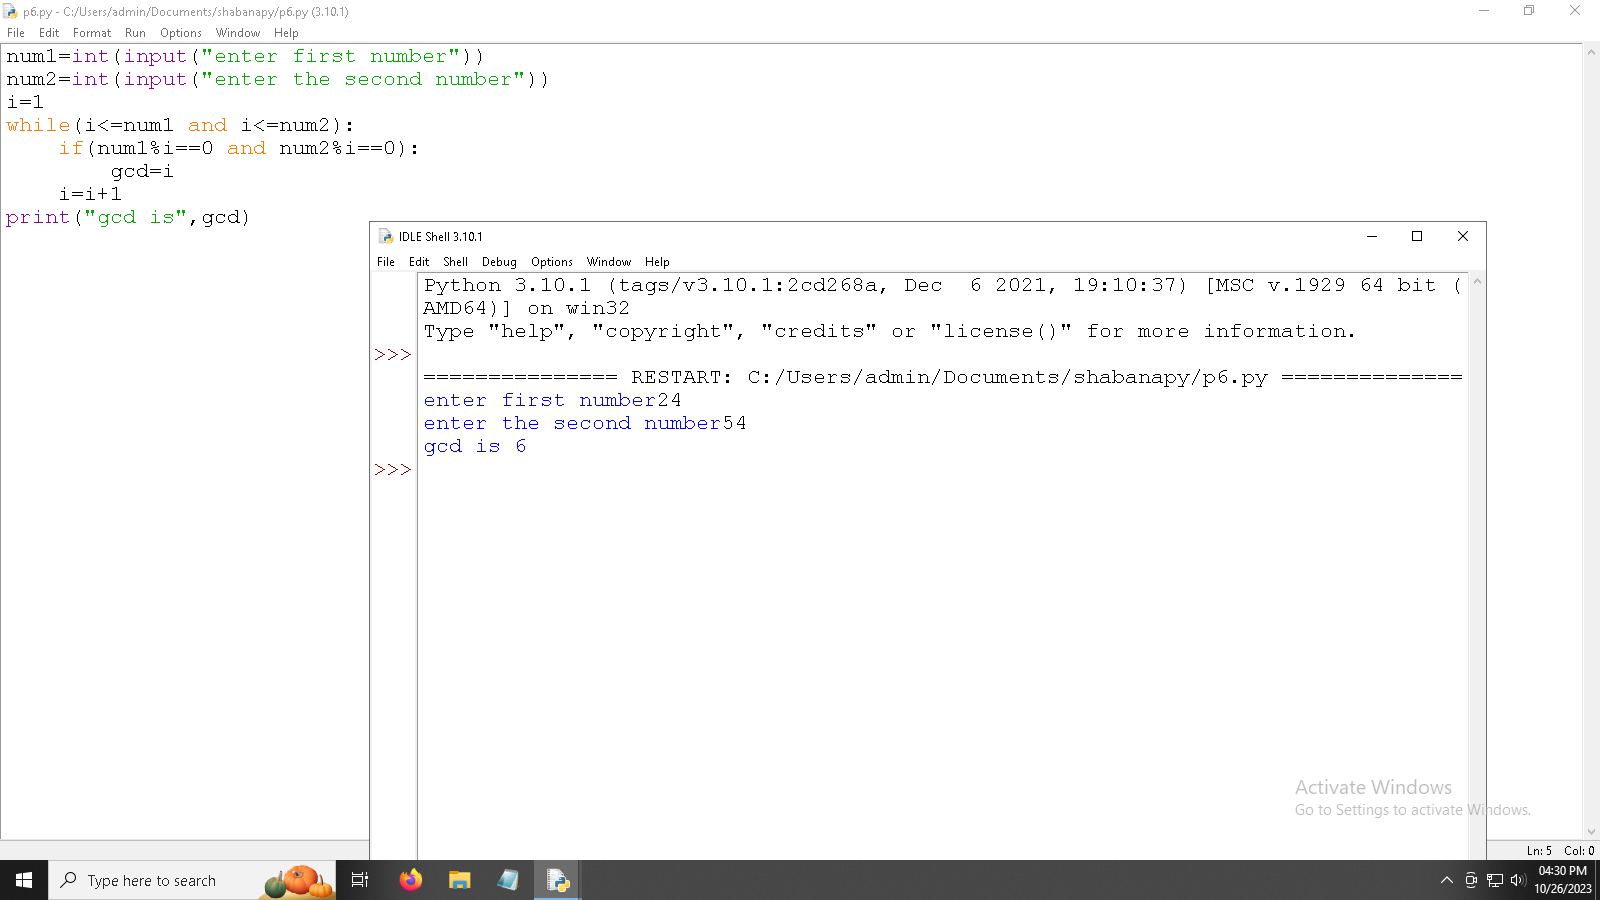 p6.py - C:/Users/admin/Documents/shabanapy/p6.py (3.10.1)
File Edit Format Run Options Window Help
num1=int(input("enter first number"))
num2=int(input("enter the second number"))
i=1
while(i<=num1 and i<=num2):
    if(num1%i==0 and num2%i==0):
        gcd=i
    i=i+1
print("gcd is",gcd)
IDLE Shell 3.10.1
File Edit Shell Debug Options Window Help
Python 3.10.1 (tags/v3.10.1:2cd268a, Dec  6 2021, 19:10:37) [MSC v.1929 64 bit (
AMD64)] on win32
Type "help", "copyright", "credits" or "license()" for more information.
>>>
=============== RESTART: C:/Users/admin/Documents/shabanapy/p6.py ==============
enter first number24
enter the second number54
gcd is 6
>>>
Activate Windows
Go to Settings to activate Windows.
Ln: 5 Col: 0
Type here to search
04:30 PM
10/26/2023